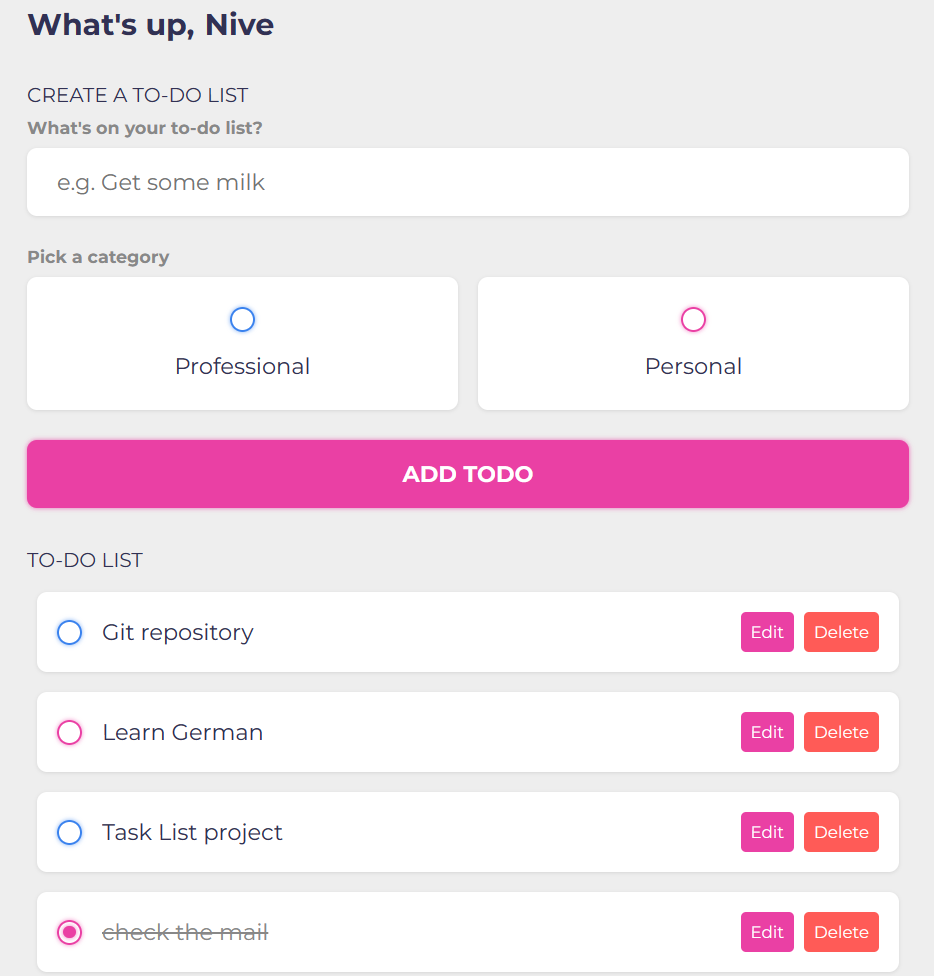 What's up, Nive
CREATE A TO-DO LIST
What's on your to-do list?
e.g. Get some milk
Pick a category
Professional
Personal
ADD TODO
TO-DO LIST
Git repository Edit Delete
Learn German Edit Delete
Task List project Edit Delete
check the mail Edit Delete